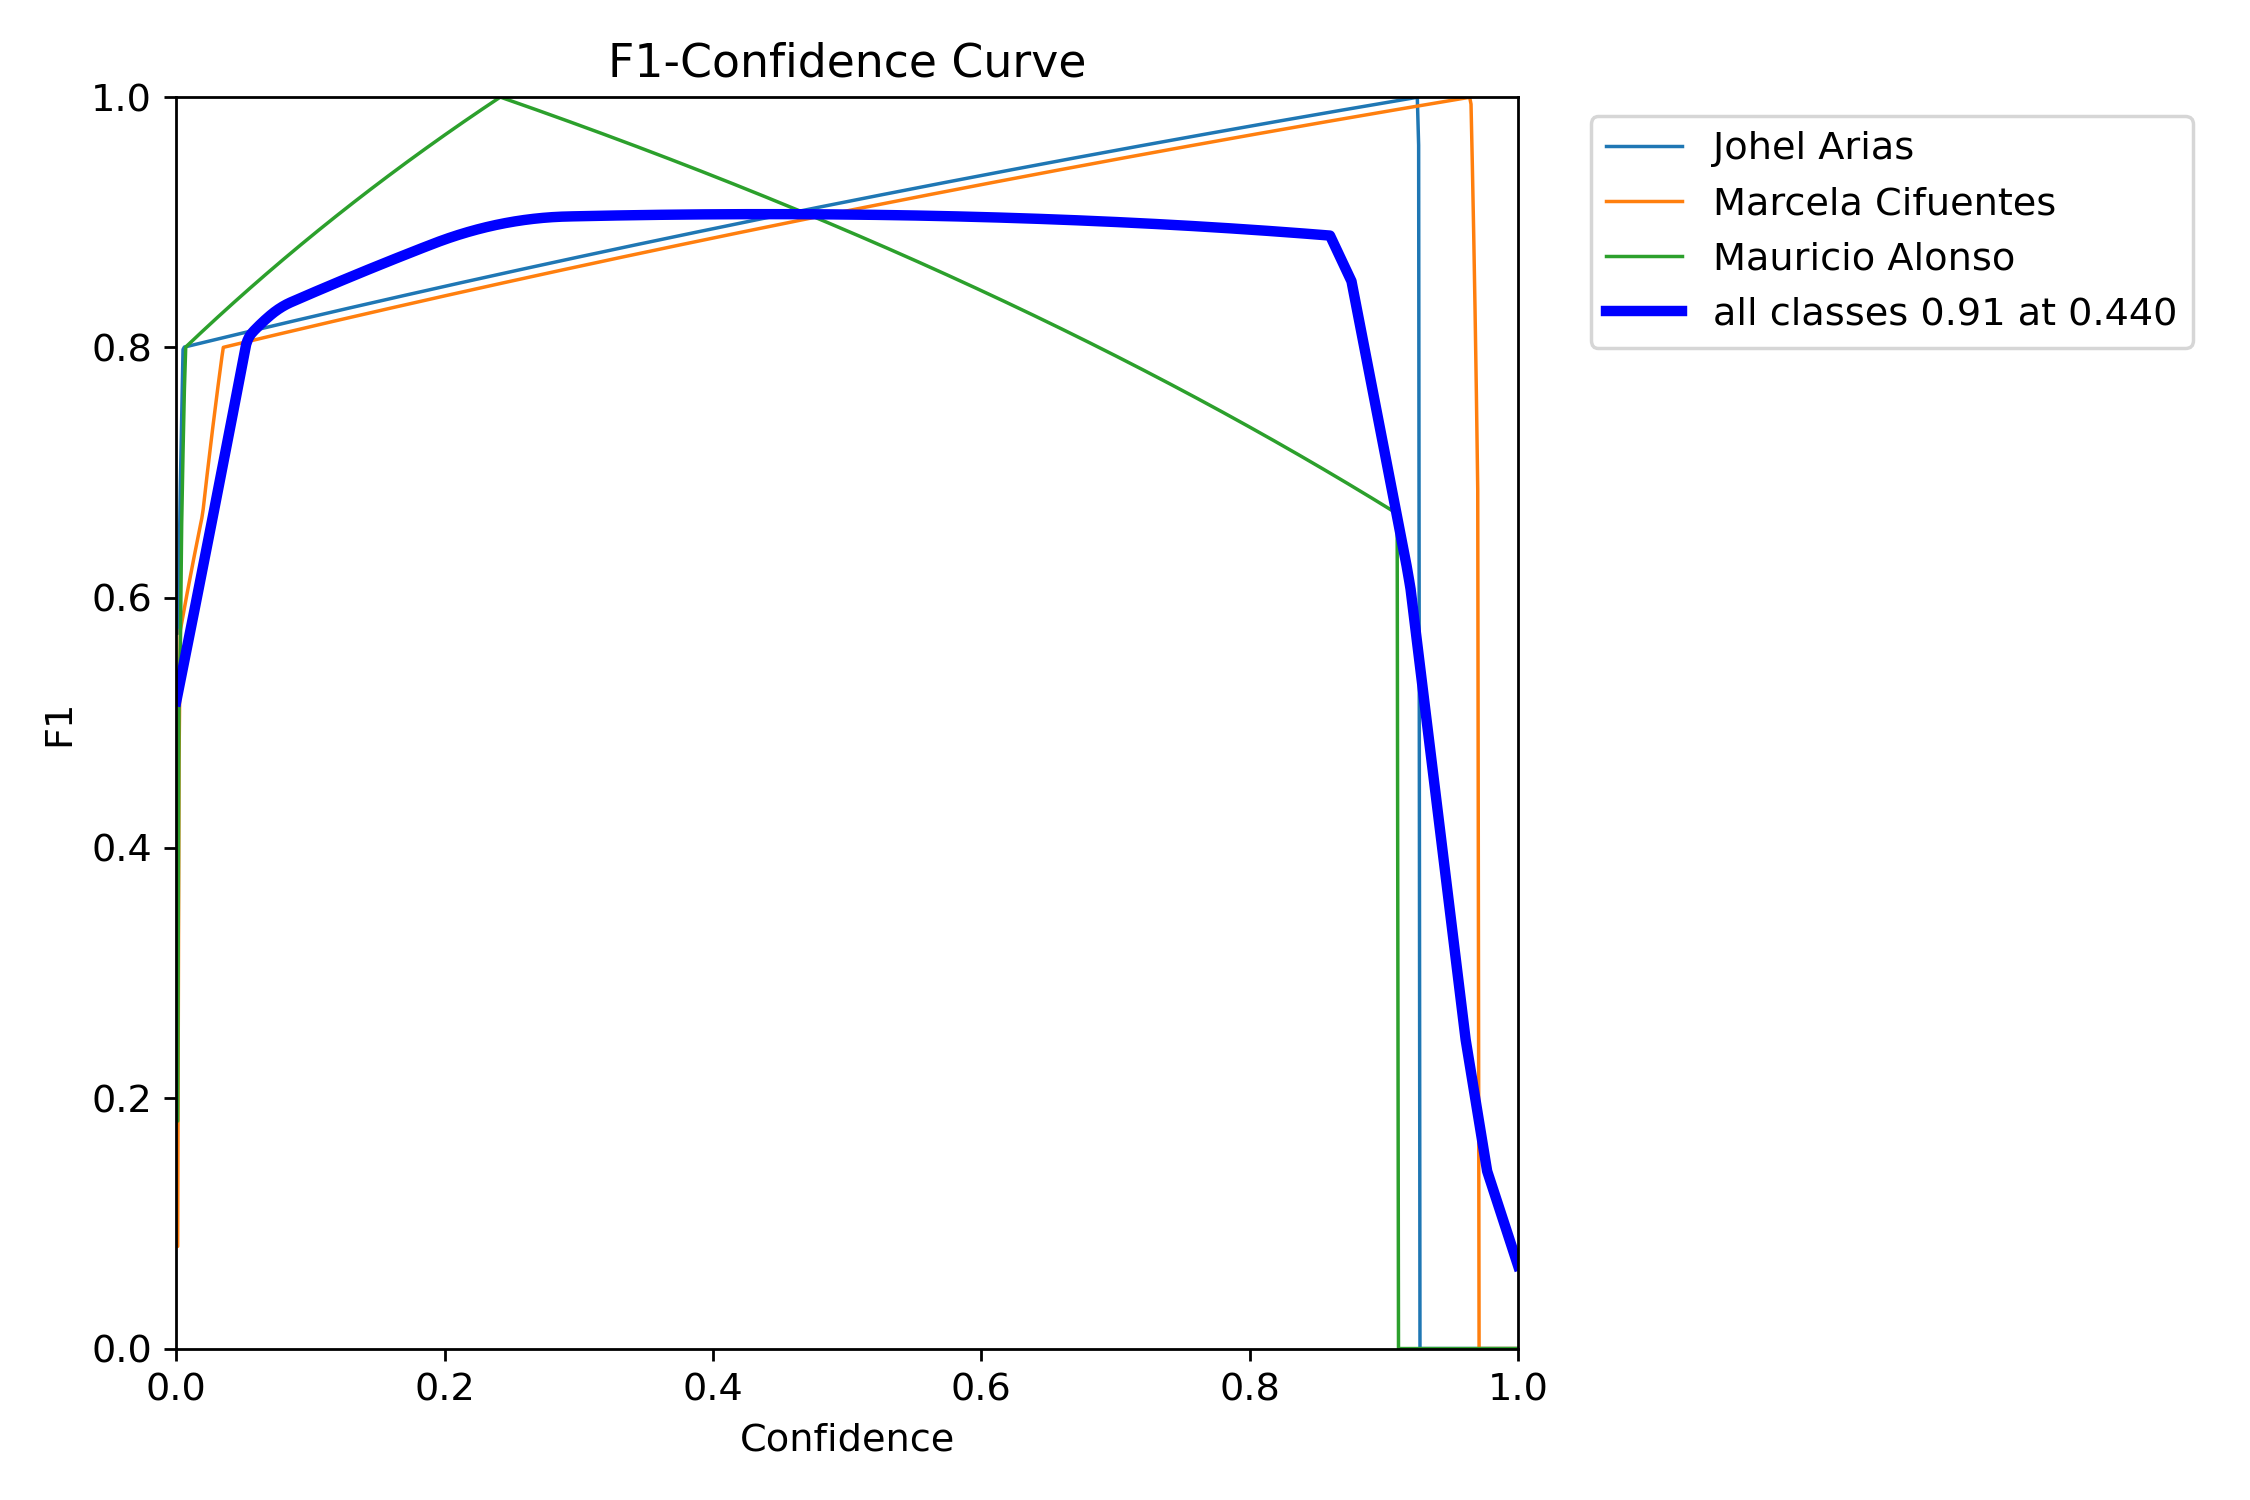 F1-Confidence Curve
Johel Arias
Marcela Cifuentes
Mauricio Alonso
all classes 0.91 at 0.440
F1
1.0
0.8
0.6
0.4
0.2
0.0
0.0 0.2 0.4 0.6 0.8 1.0
Confidence